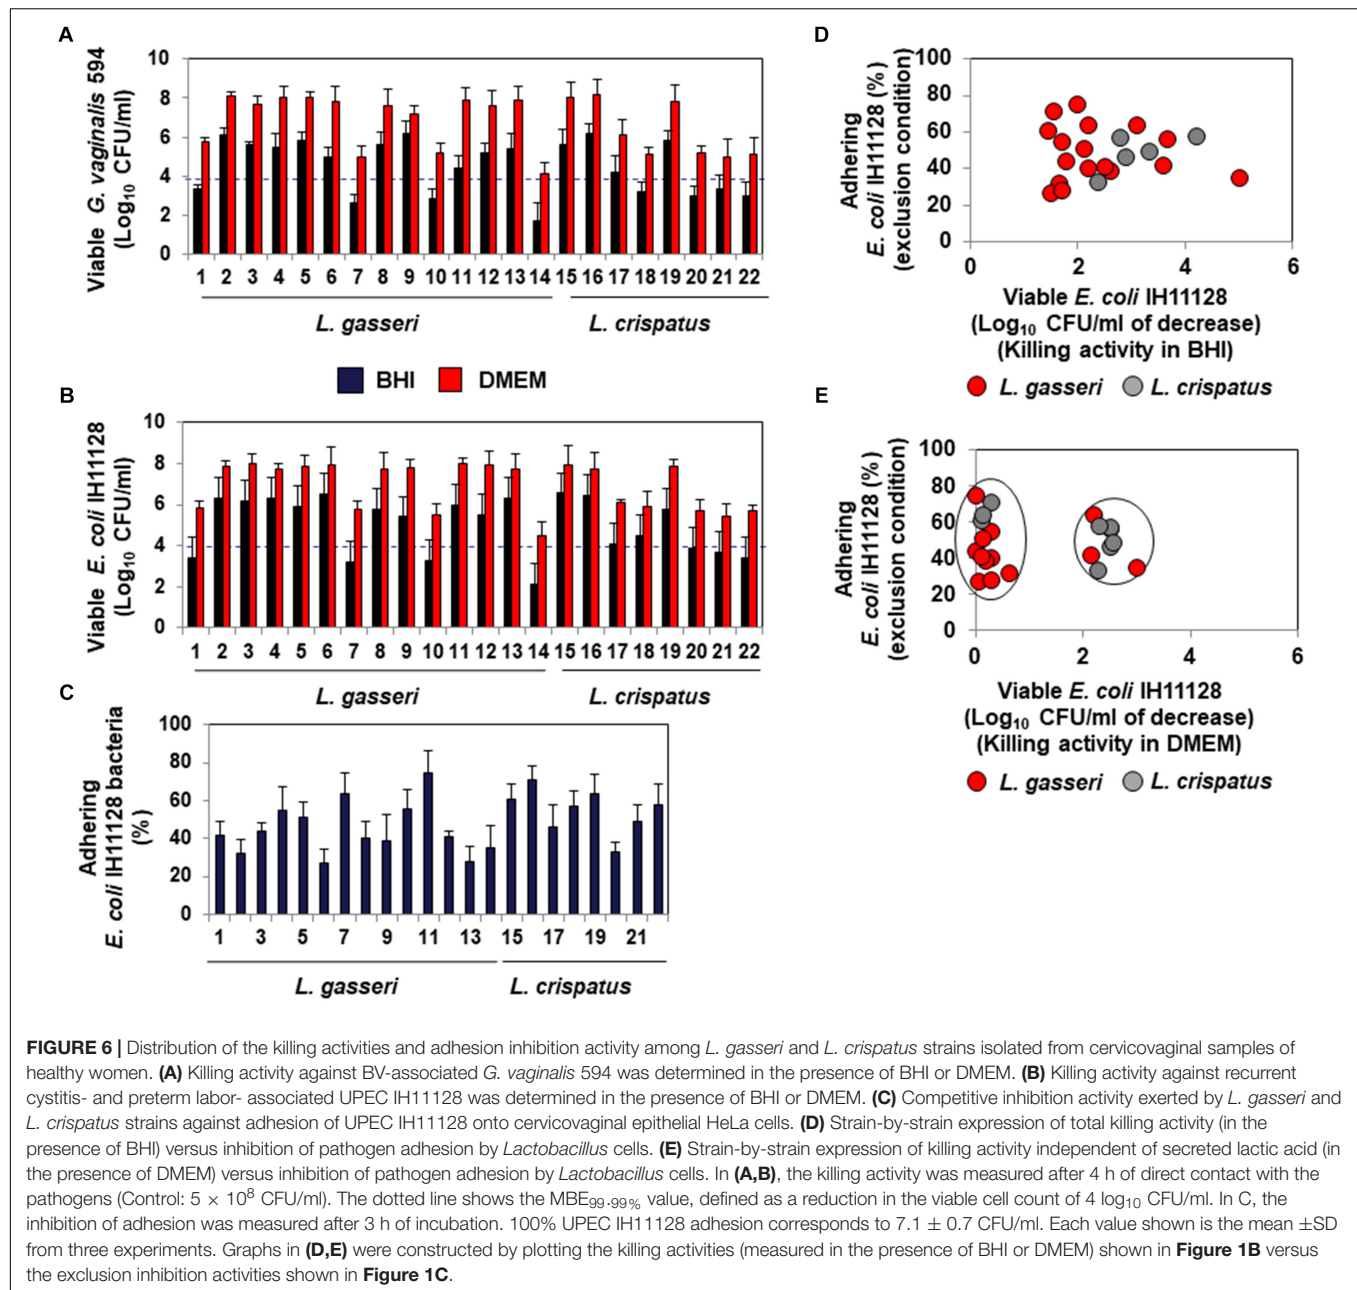 A
Viable G. vaginalis 594
(Log10 CFU/ml)
10
8
6
4
2
0
1 2 3 4 5 6 7 8 9 10 11 12 13 14 15 16 17 18 19 20 21 22
L. gasseri
L. crispatus
BHI
DMEM
B
Viable E. coli IH11128
(Log10 CFU/ml)
10
8
6
4
2
0
1 2 3 4 5 6 7 8 9 10 11 12 13 14 15 16 17 18 19 20 21 22
L. gasseri
L. crispatus
C
Adhering
E. coli IH11128 bacteria
(%)
100
80
60
40
20
0
1 3 5 7 9 11 13 15 17 19 21
L. gasseri
L. crispatus
D
Adhering
E. coli IH11128 (%)
(exclusion condition)
100
80
60
40
20
0
0 2 4 6
Viable E. coli IH11128
(Log10 CFU/ml of decrease)
(Killing activity in BHI)
L. gasseri
L. crispatus
E
Adhering
E. coli IH11128 (%)
(exclusion condition)
100
80
60
40
20
0
0 2 4 6
Viable E. coli IH11128
(Log10 CFU/ml of decrease)
(Killing activity in DMEM)
L. gasseri
L. crispatus
FIGURE 6 | Distribution of the killing activities and adhesion inhibition activity among L. gasseri and L. crispatus strains isolated from cervicovaginal samples of
healthy women. (A) Killing activity against BV-associated G. vaginalis 594 was determined in the presence of BHI or DMEM. (B) Killing activity against recurrent
cystitis- and preterm labor- associated UPEC IH11128 was determined in the presence of BHI or DMEM. (C) Competitive inhibition activity exerted by L. gasseri and
L. crispatus strains against adhesion of UPEC IH11128 onto cervicovaginal epithelial HeLa cells. (D) Strain-by-strain expression of total killing activity (in the
presence of BHI) versus inhibition of pathogen adhesion by Lactobacillus cells. (E) Strain-by-strain expression of killing activity independent of secreted lactic acid (in
the presence of DMEM) versus inhibition of pathogen adhesion by Lactobacillus cells. In (A,B), the killing activity was measured after 4 h of direct contact with the
pathogens (Control: 5 × 10^8 CFU/ml). The dotted line shows the MBE99.99% value, defined as a reduction in the viable cell count of 4 log10 CFU/ml. In C, the
inhibition of adhesion was measured after 3 h of incubation. 100% UPEC IH11128 adhesion corresponds to 7.1 ± 0.7 CFU/ml. Each value shown is the mean ±SD
from three experiments. Graphs in (D,E) were constructed by plotting the killing activities (measured in the presence of BHI or DMEM) shown in Figure 1B versus
the exclusion inhibition activities shown in Figure 1C.